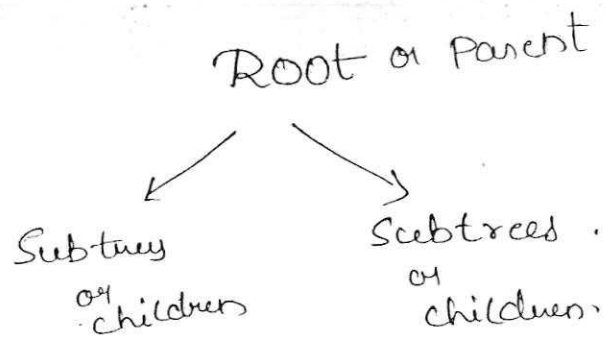 Root or Parent
Subtrees
or
children
Subtrees.
or
children.